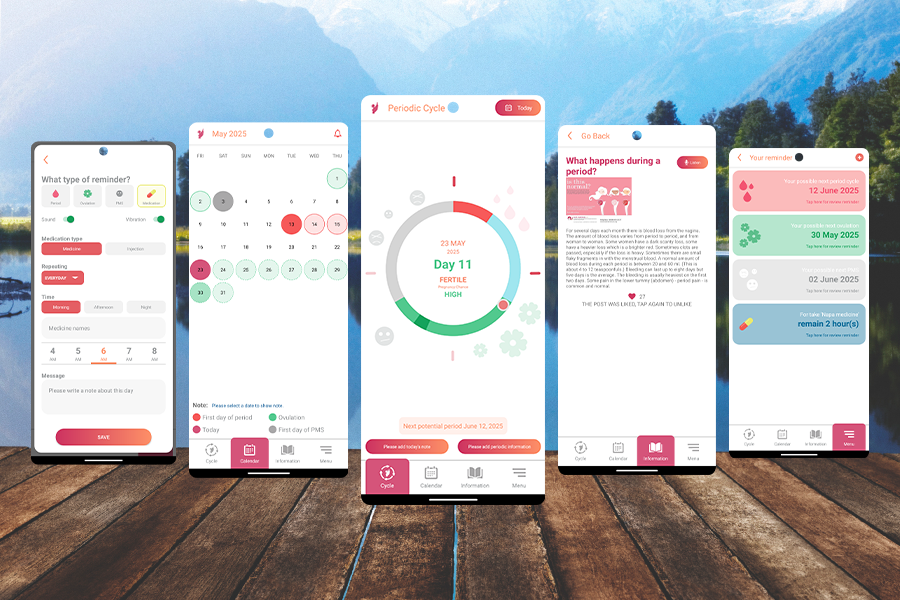 What type of reminder?
Period
Ovulation
PMS
Medication
Sound
Vibration
Medication type
Medicine
Injection
Repeating
EVERYDAY
Time
Morning
Afternoon
Night
Medicine names
4 5 6 7 8
AM AM AM AM AM
Message
Please write a note about this day
SAVE
May 2025
FRI SAT SUN MON TUE WED THU
1
2 3 4 5 6 7 8
9 10 11 12 13 14 15
16 17 18 19 20 21 22
23 24 25 26 27 28 29
30 31
Note: Please select a date to show note.
First day of period
Ovulation
Today
First day of PMS
Cycle
Calendar
Information
Menu
Periodic Cycle
Today
23 MAY
2025
Day 11
FERTILE
Pregnancy Chance
HIGH
Next potential period June 12, 2025
Please add today's note
Please add periodic information
Cycle
Calendar
Information
Menu
Go Back
What happens during a
period?
Listen
is this
normal?
For several days each month there is blood loss from the vagina.
The amount of blood loss varies from period to period, and from
woman to woman. Some women have a dark scanty loss, some
have a heavier loss which is a brighter red. Sometimes clots are
passed, especially if the loss is heavy. Sometimes there are small
fleshy fragments in with the menstrual blood. A normal amount of
blood loss during each period is between 20 and 60 ml. (This is
about 4 to 12 teaspoonfuls.) Bleeding can last up to eight days but
five days is the average. The bleeding is usually heaviest on the first
two days. Some pain in the lower tummy (abdomen) - period pain - is
common and normal.
27
THE POST WAS LIKED, TAP AGAIN TO UNLIKE
Cycle
Calendar
Information
Menu
Your reminder
Your possible next period cycle
12 June 2025
Tap here for reminder
Your possible next ovulation
30 May 2025
Tap here for reminder
02 June 2025
Tap here for reminder
For take 'Napa medicine'
remain 2 hour(s)
Tap here for reminder
Cycle
Calendar
Information
Menu